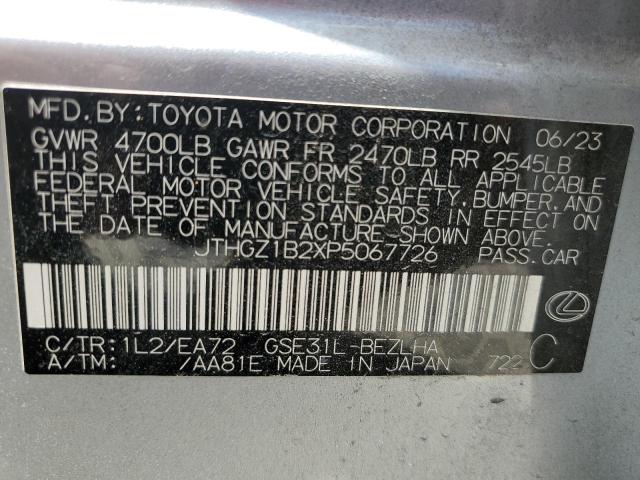 MFD.BY:TOYOTA MOTOR CORPORATION 06/23
GVWR 4700LB GAWR FR 2470LB RR 2545LB
THIS VEHICLE CONFORMS TO ALL APPLICABLE
FEDERAL MOTOR VEHICLE SAFETY,BUMPER,AND
THEFT PREVENTION STANDARDS IN EFFECT ON
THE DATE OF MANUFACTURE SHOWN ABOVE.
JTHGZ1B2XP5067726 PASS.CAR
C/TR:1L2/EA72 GSE31L-BEZLHA C
A/TM: /AA81E MADE IN JAPAN 722